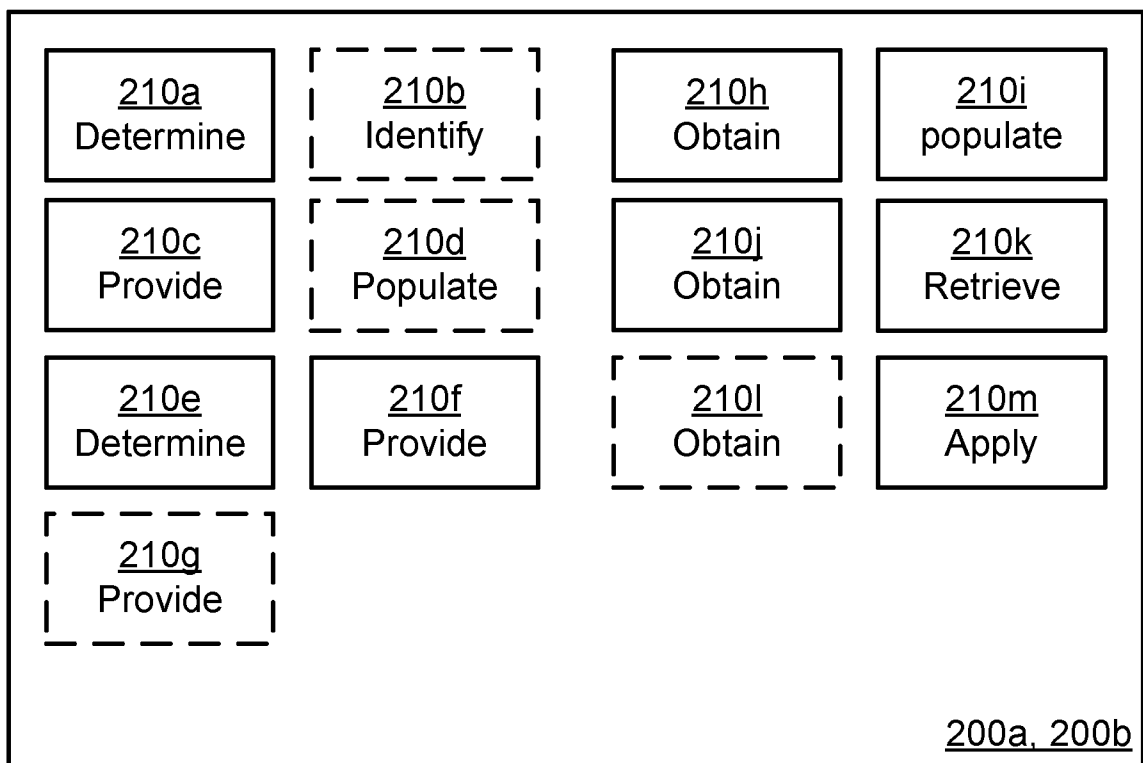 210a
Determine
210b
Identify
210h
Obtain
210i
populate
210c
Provide
210d
Populate
210j
Obtain
210k
Retrieve
210e
Determine
210f
Provide
210l
Obtain
210m
Apply
210g
Provide
200a, 200b